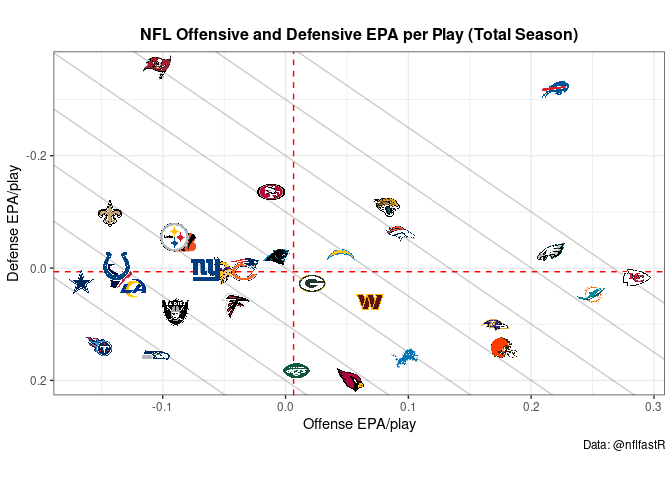 NFL Offensive and Defensive EPA per Play (Total Season)
Defense EPA/play
-0.2
0.0
0.2
-0.1
0.0
0.1
0.2
0.3
Offense EPA/play
Data: @nflfastR